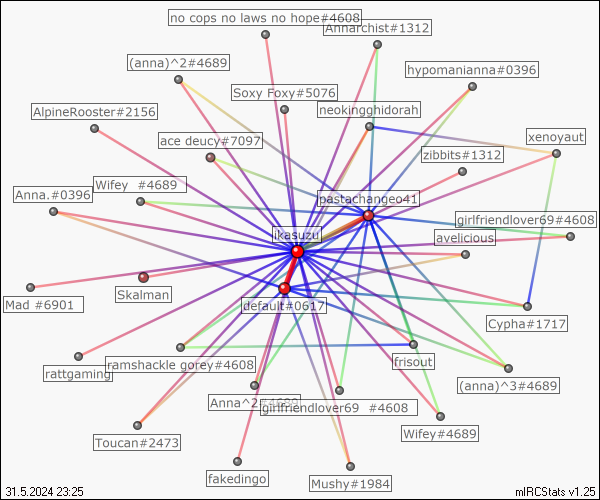 no cops no laws no hope#4608
Annarchist#1312
(anna)^2#4689
hypomanianna#0396
Soxy Foxy#5076
AlpineRooster#2156
neokingghidorah
ace deucy#7097
xenoyaut
zibbits#1312
Anna.#0396
Wifey #4689
pastachangeo41
girlfriendlover69#4608
ikasuzu
avelicious
Skalman
Mad #6901
default#0617
Cypha#1717
rattgaming
ramshackle gorey#4608
frisout
(anna)^3#4689
Anna^2#4689
girlfriendlover69 #4608
Toucan#2473
Wifey#4689
fakedingo
Mushy#1984
31.5.2024 23:25
mIRCStats v1.25